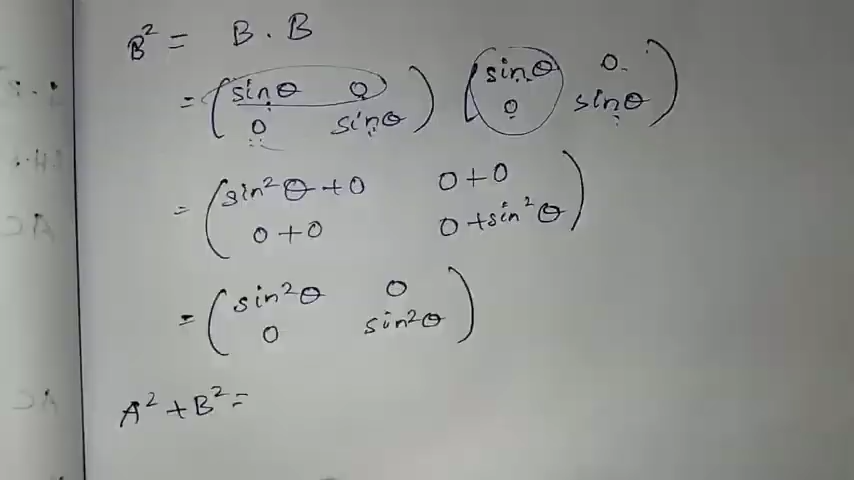 B² = B . B
= (sinθ 0 0 sinθ) (sinθ 0 0 sinθ)
= (sin²θ + 0 0 + 0
0 + 0 0 + sin²θ)
= (sin²θ 0
0 sin²θ)
A² + B² =